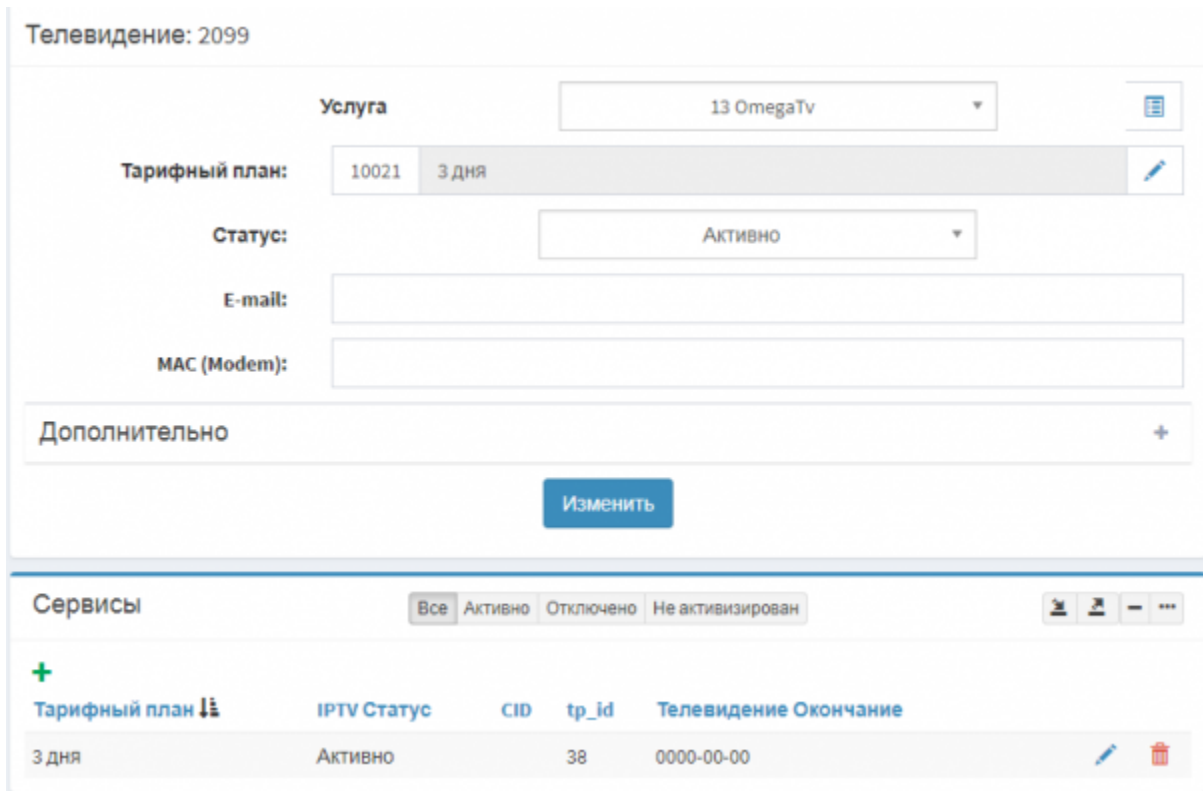 Телевидение: 2099
Услуга 13 OmegaTv
Тарифный план: 10021 3 дня
Статус: Активно
E-mail:
MAC (Modem):
Дополнительно
Изменить
Сервисы Все Активно Отключено Не активизирован
Тарифный план IPTV Статус CID tp_id Телевидение Окончание
3 дня Активно 38 0000-00-00